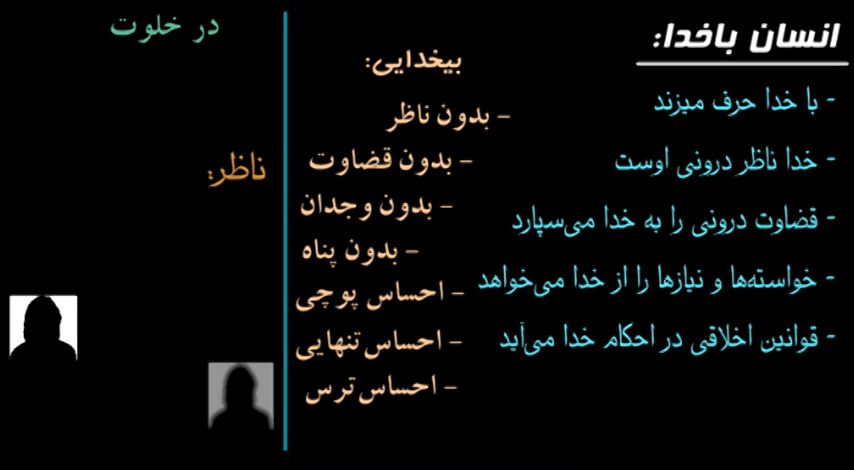 انسان باخدا:
- با خدا حرف میزند
- خدا ناظر درونی اوست
- قضاوت درونی را به خدا می‌سپارد
- خواسته‌ها و نیازها را از خدا می‌خواهد
- قوانین اخلاقی در احکام خدا می‌آید
بیخدایی:
- بدون ناظر
- بدون قضاوت
- بدون وجدان
- بدون پناه
- احساس پوچی
- احساس تنهایی
- احساس ترس
در خلوت
ناظر: